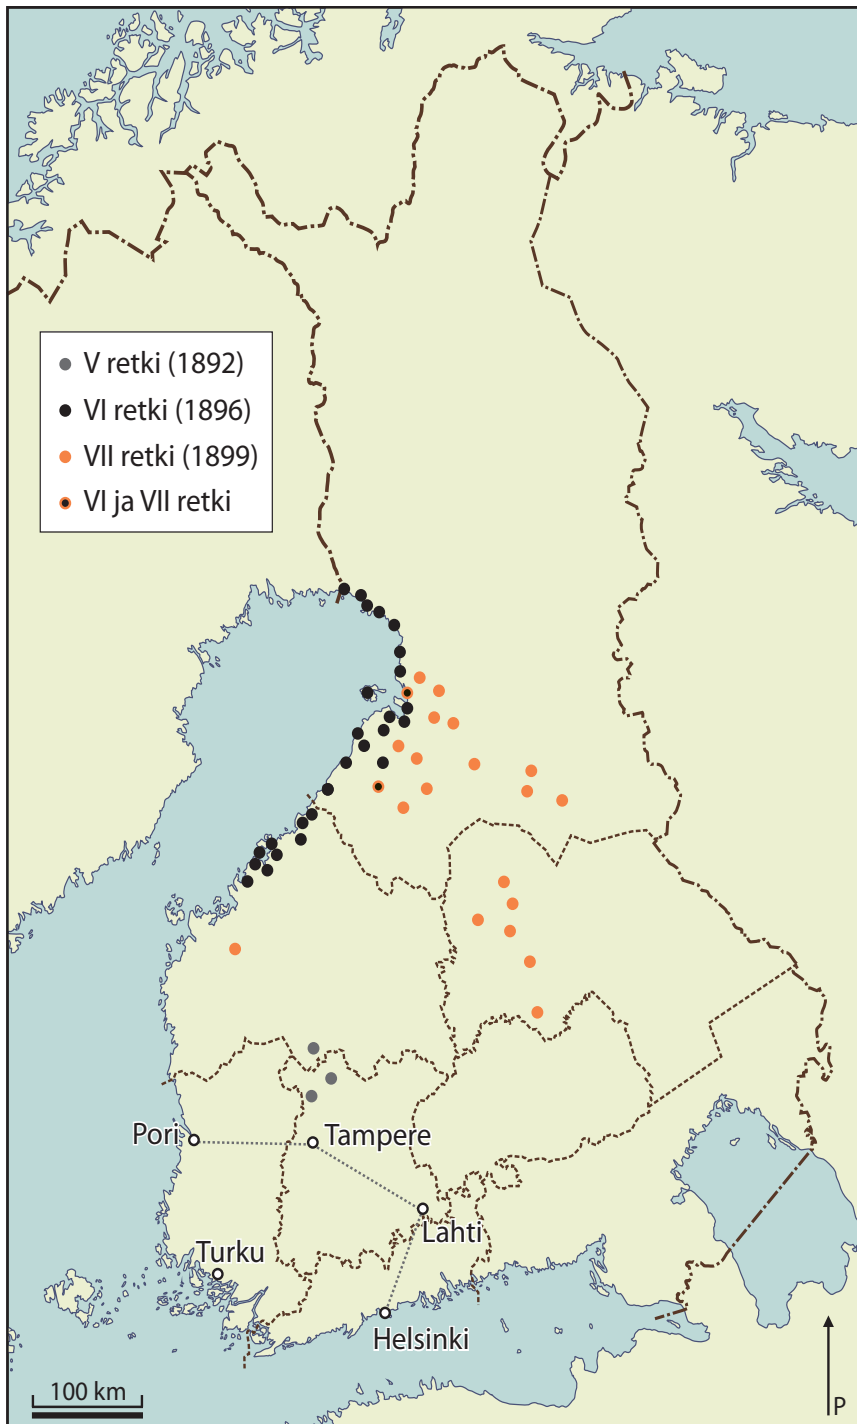 V retki (1892)
VI retki (1896)
VII retki (1899)
VI ja VII retki
Pori
Tampere
Lahti
Turku
Helsinki
100 km
P